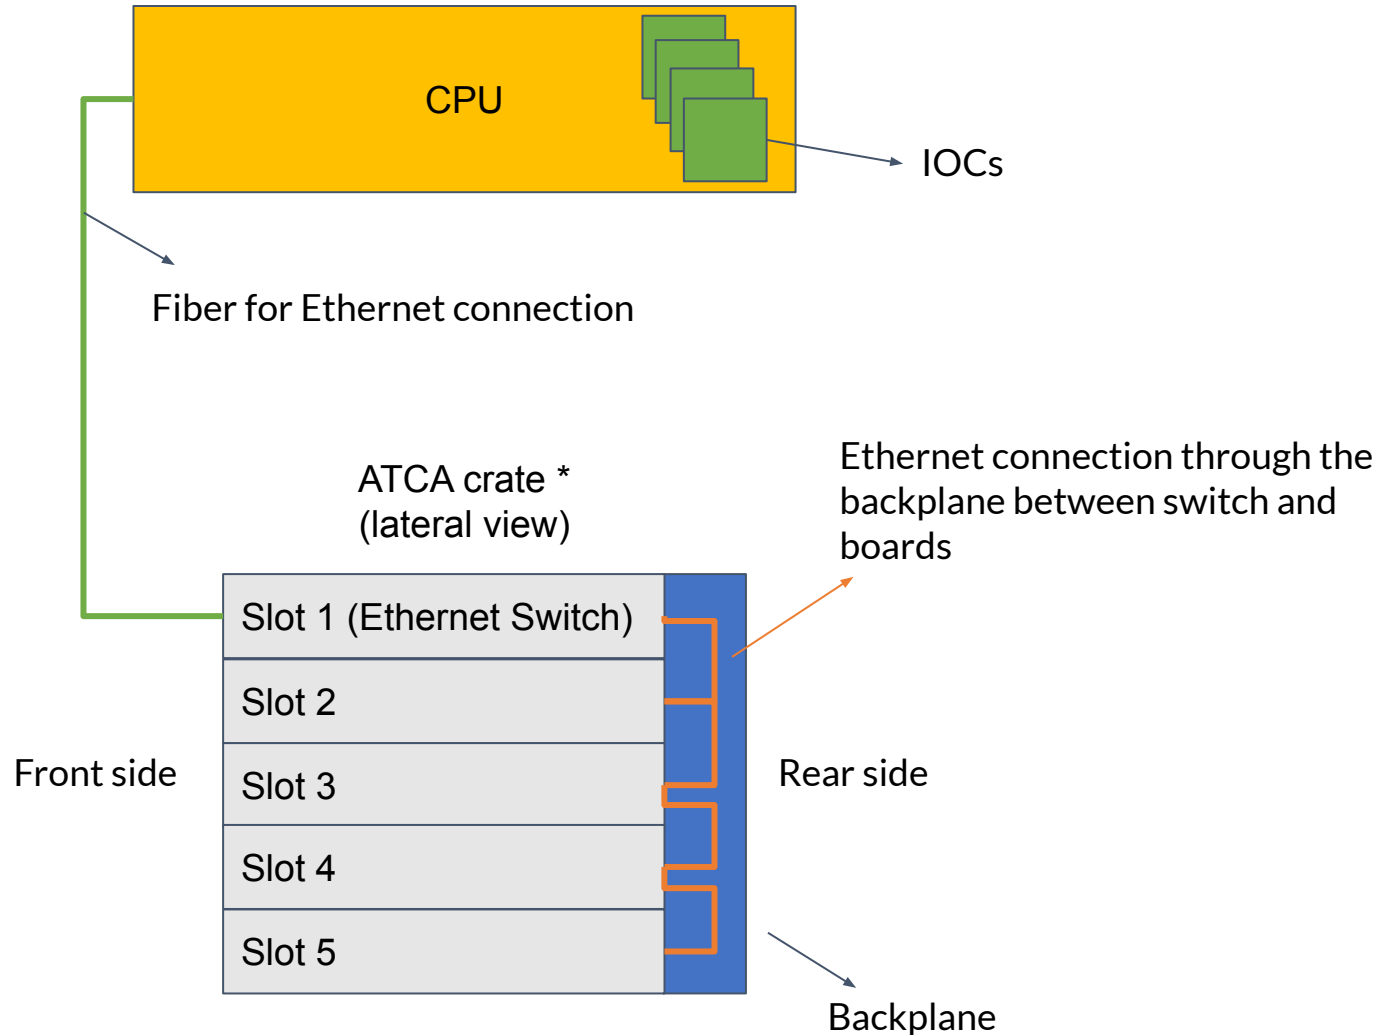 CPU
IOCs
Fiber for Ethernet connection
ATCA crate *
(lateral view)
Ethernet connection through the
backplane between switch and
boards
Slot 1 (Ethernet Switch)
Slot 2
Front side
Slot 3
Rear side
Slot 4
Slot 5
Backplane